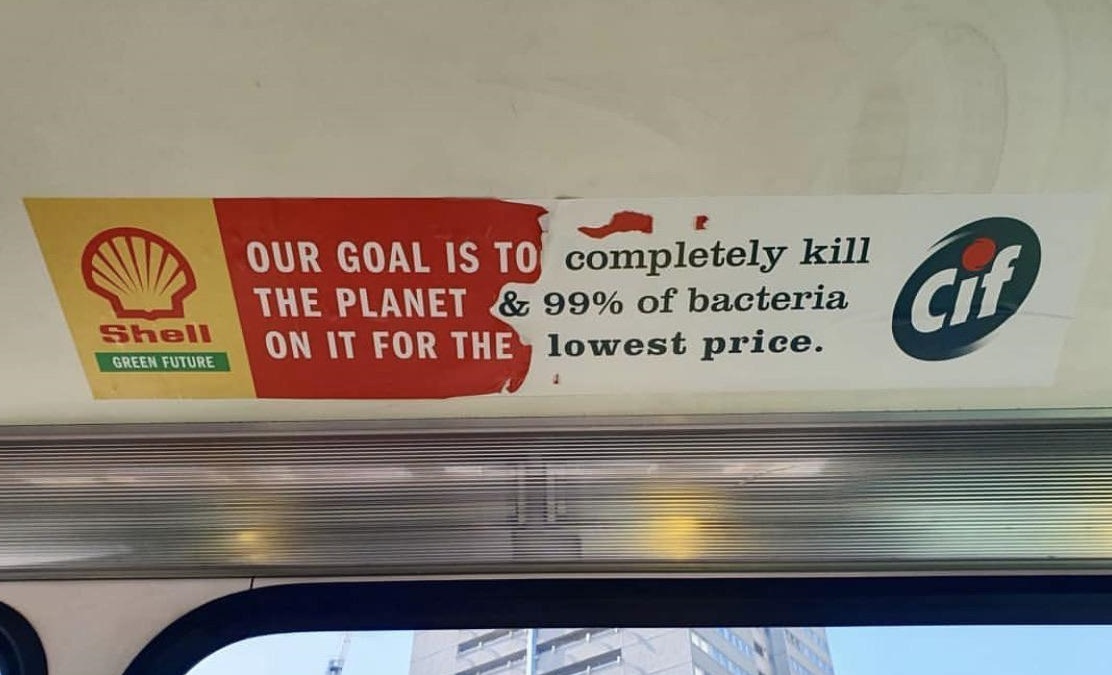 Shell
GREEN FUTURE
OUR GOAL IS TO completely kill
THE PLANET & 99% of bacteria
ON IT FOR THE lowest price.
Cif